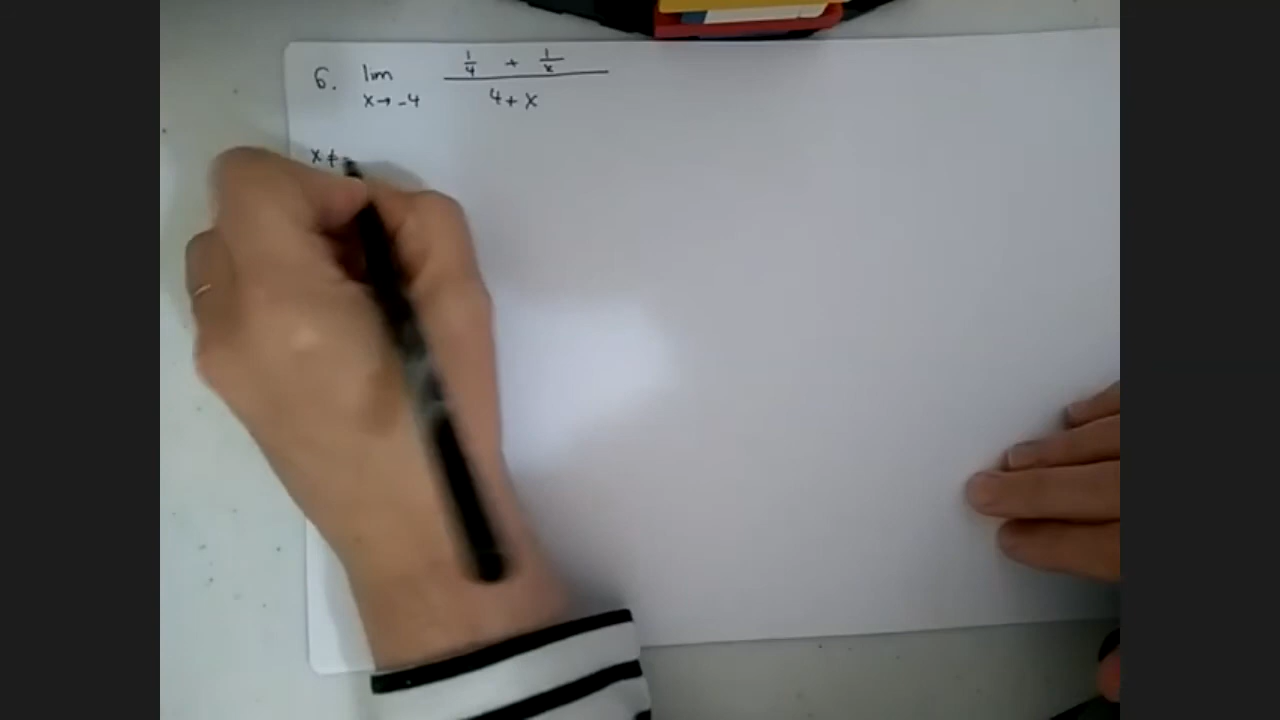 6. lim 1/4 + 1/x
x→-4 4+x
x≠-